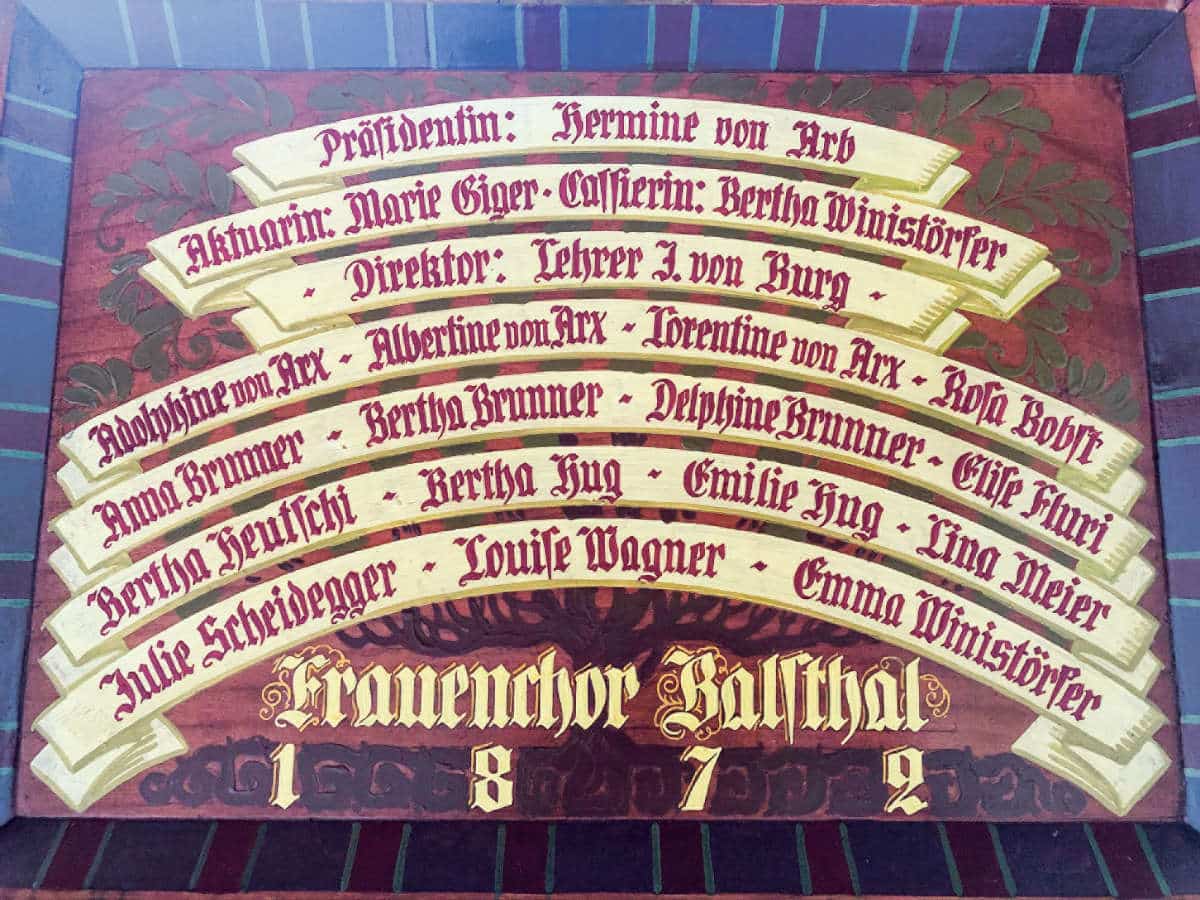 Präsidentin: Hermine von Arb
Aktuarin: Marie Giger · Cassierin: Bertha Winistörfer
- Direktor: Lehrer J. von Burg -
Adolphine von Arx - Albertine von Arx - Lorentine von Arx - Rosa Bobst
Anna Brunner - Bertha Brunner - Delphine Brunner - Elise Fluri
Bertha Heutschi - Bertha Hug - Emilie Hug - Lina Meier
Julie Scheidegger - Louise Wagner - Emma Winistörfer
Frauenchor Balsthal
1872